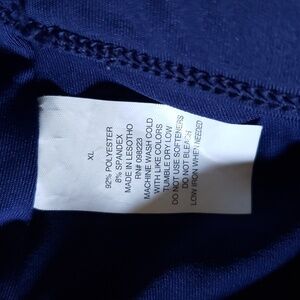 XL
92% POLYESTER
8% SPANDEX
MADE IN LESOTHO
RN# 098223
MACHINE WASH COLD
WITH LIKE COLORS
TUMBLE DRY LOW
DO NOT USE SOFTENERS
DO NOT BLEACH
LOW IRON WHEN NEEDED